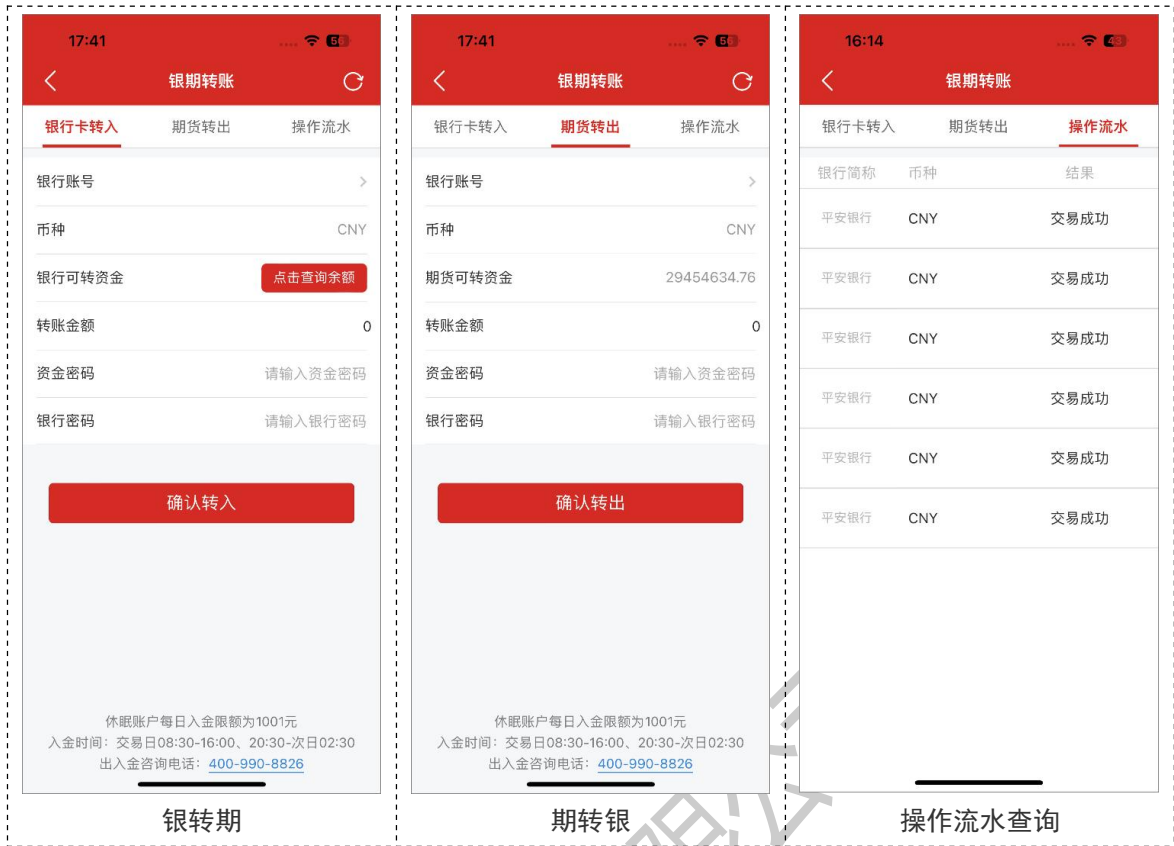 17:41
银期转账
银行卡转入 期货转出 操作流水
银行账号
币种 CNY
银行可转资金 点击查询余额
转账金额 0
资金密码 请输入资金密码
银行密码 请输入银行密码
确认转入
休眠账户每日入金限额为1001元
入金时间：交易日08:30-16:00、20:30-次日02:30
出入金咨询电话：400-990-8826
银转期
17:41
银期转账
银行卡转入 期货转出 操作流水
银行账号
币种 CNY
期货可转资金 29454634.76
转账金额 0
资金密码 请输入资金密码
银行密码 请输入银行密码
确认转出
休眠账户每日入金限额为1001元
入金时间：交易日08:30-16:00、20:30-次日02:30
出入金咨询电话：400-990-8826
期转银
16:14
43
银期转账
银行卡转入 期货转出 操作流水
银行简称 币种 结果
平安银行 CNY 交易成功
平安银行 CNY 交易成功
平安银行 CNY 交易成功
平安银行 CNY 交易成功
平安银行 CNY 交易成功
平安银行 CNY 交易成功
操作流水查询